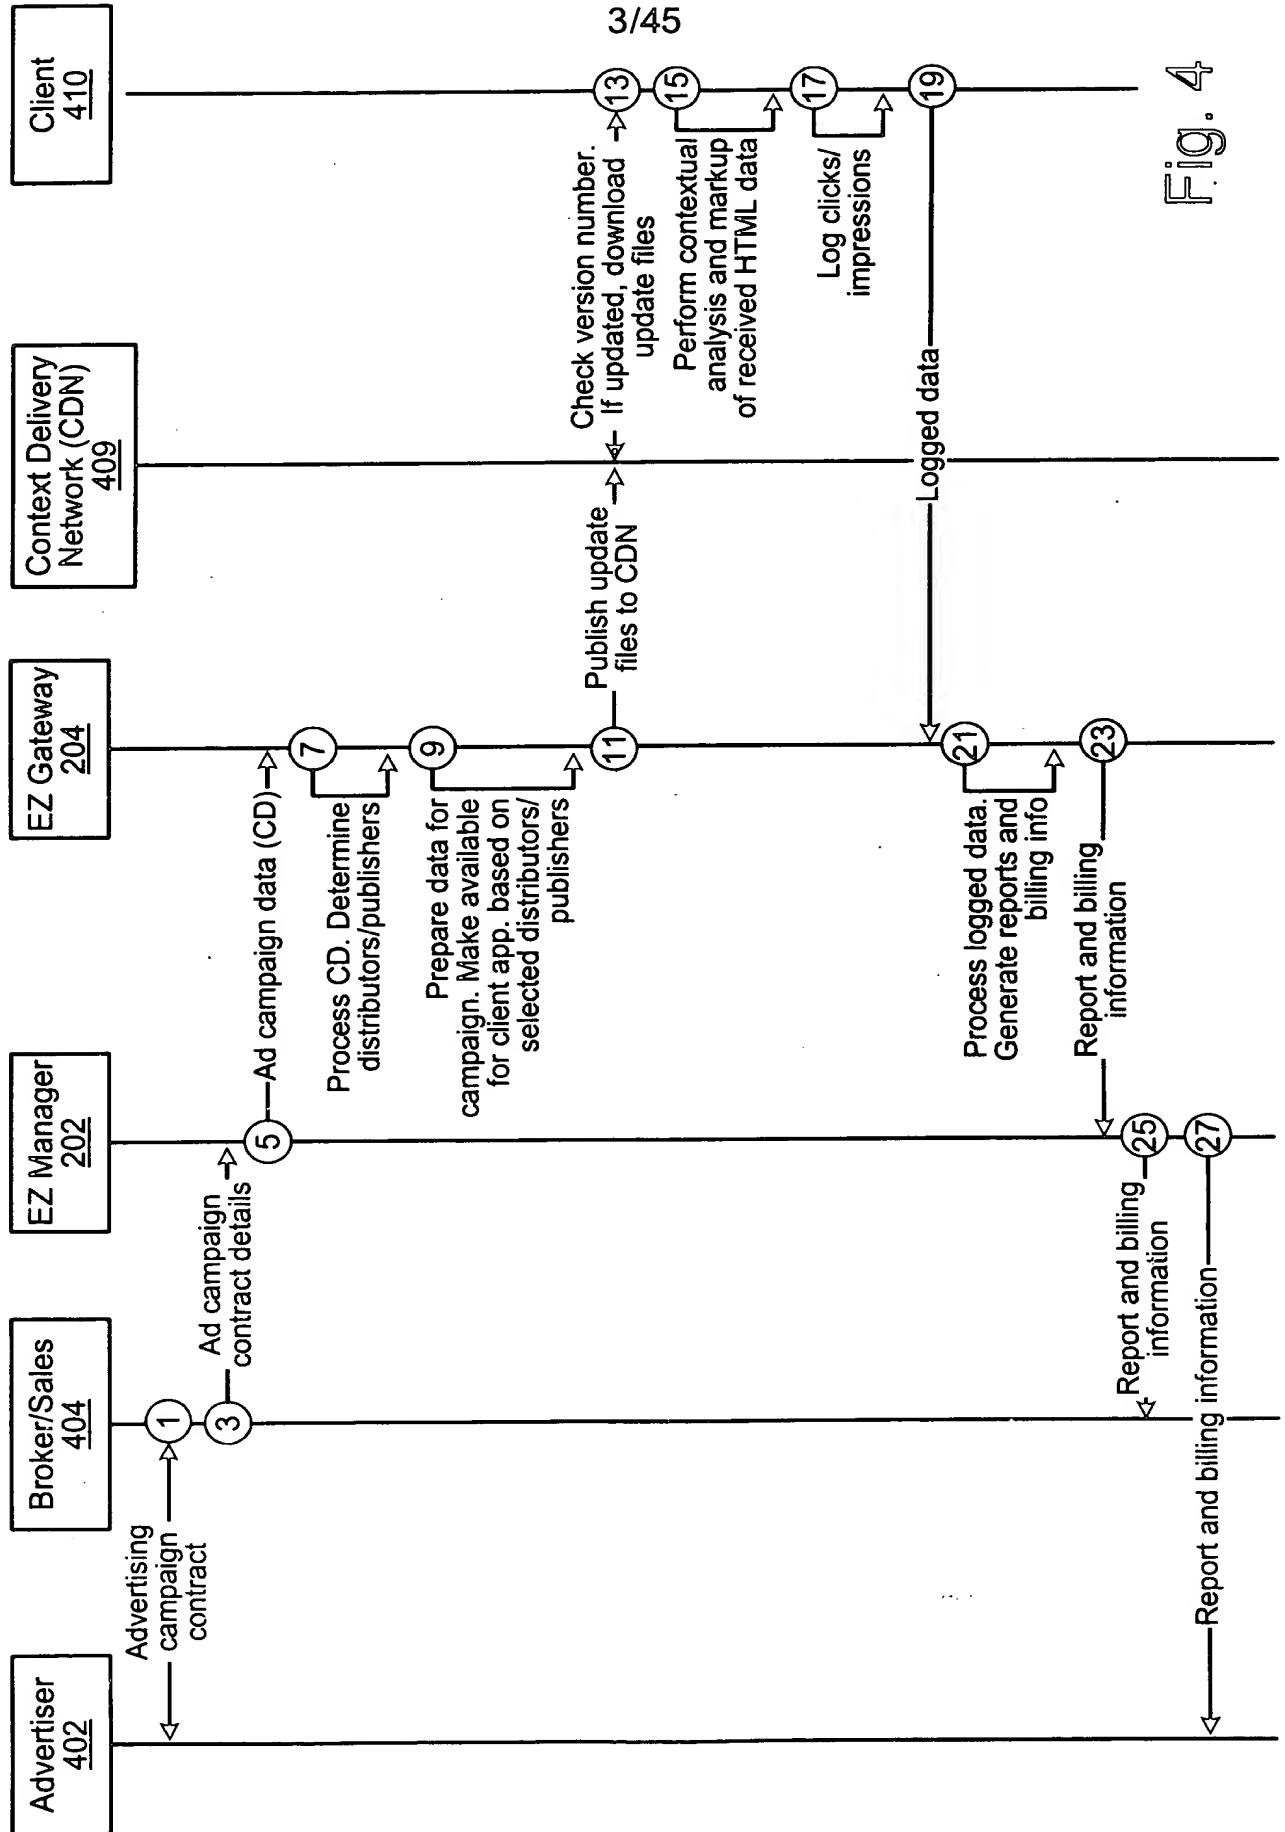 3/45
Advertiser
402
Broker/Sales
404
EZ Manager
202
EZ Gateway
204
Context Delivery
Network (CDN)
409
Client
410
Advertising
campaign
contract
1
3
Ad campaign
contract details
5
Ad campaign data (CD)
7
Process CD. Determine
distributors/publishers
9
Prepare data for
campaign. Make available
for client app. based on
selected distributors/
publishers
11
Publish update
files to CDN
13
Check version number.
If updated, download
update files
15
Perform contextual
analysis and markup
of received HTML data
17
Log clicks/
impressions
19
Logged data
21
Process logged data.
Generate reports and
billing info
23
Report and billing
information
25
Report and billing
information
27
Report and billing information
Fig. 4